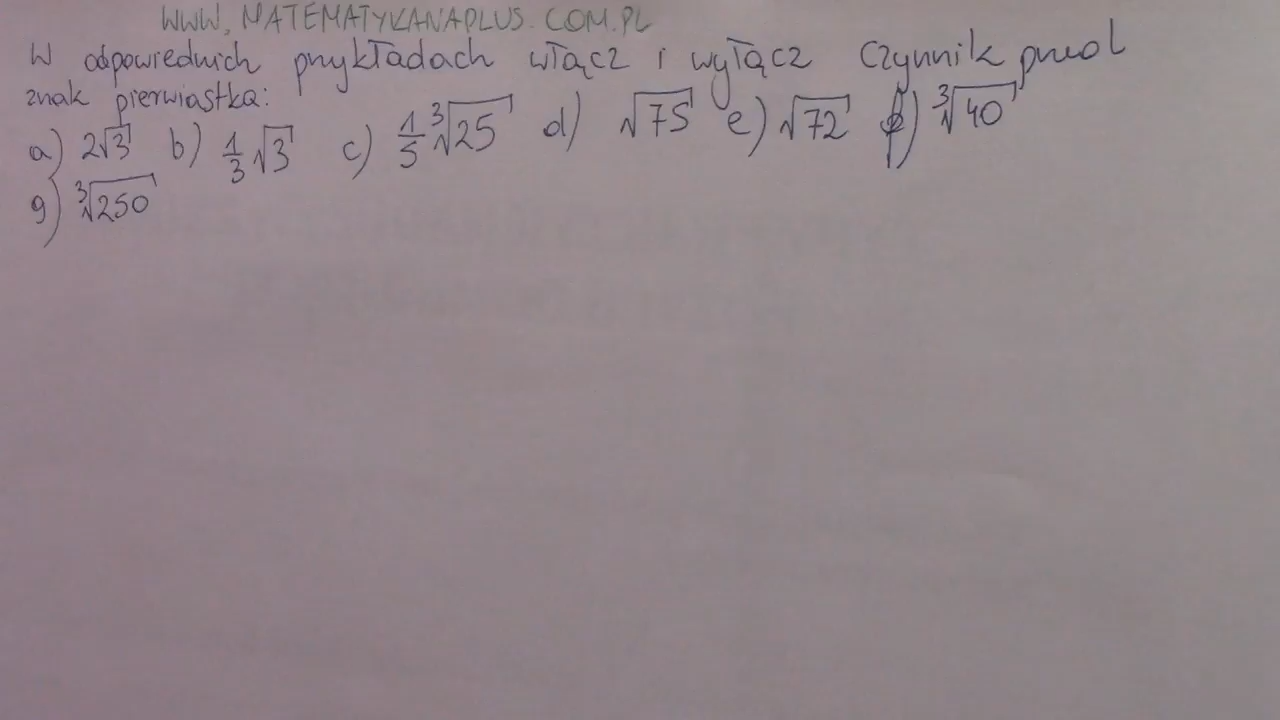 WWW.MATEMATYKANAPLUS.COM.PL
W odpowiednich przykładach włącz i wyłącz czynnik przed
znak pierwiastka:
a) 2√3 b) 1/3 √3 c) 1/5 ∛25 d) √75 e) √72 f) ∛40
g) ∛250